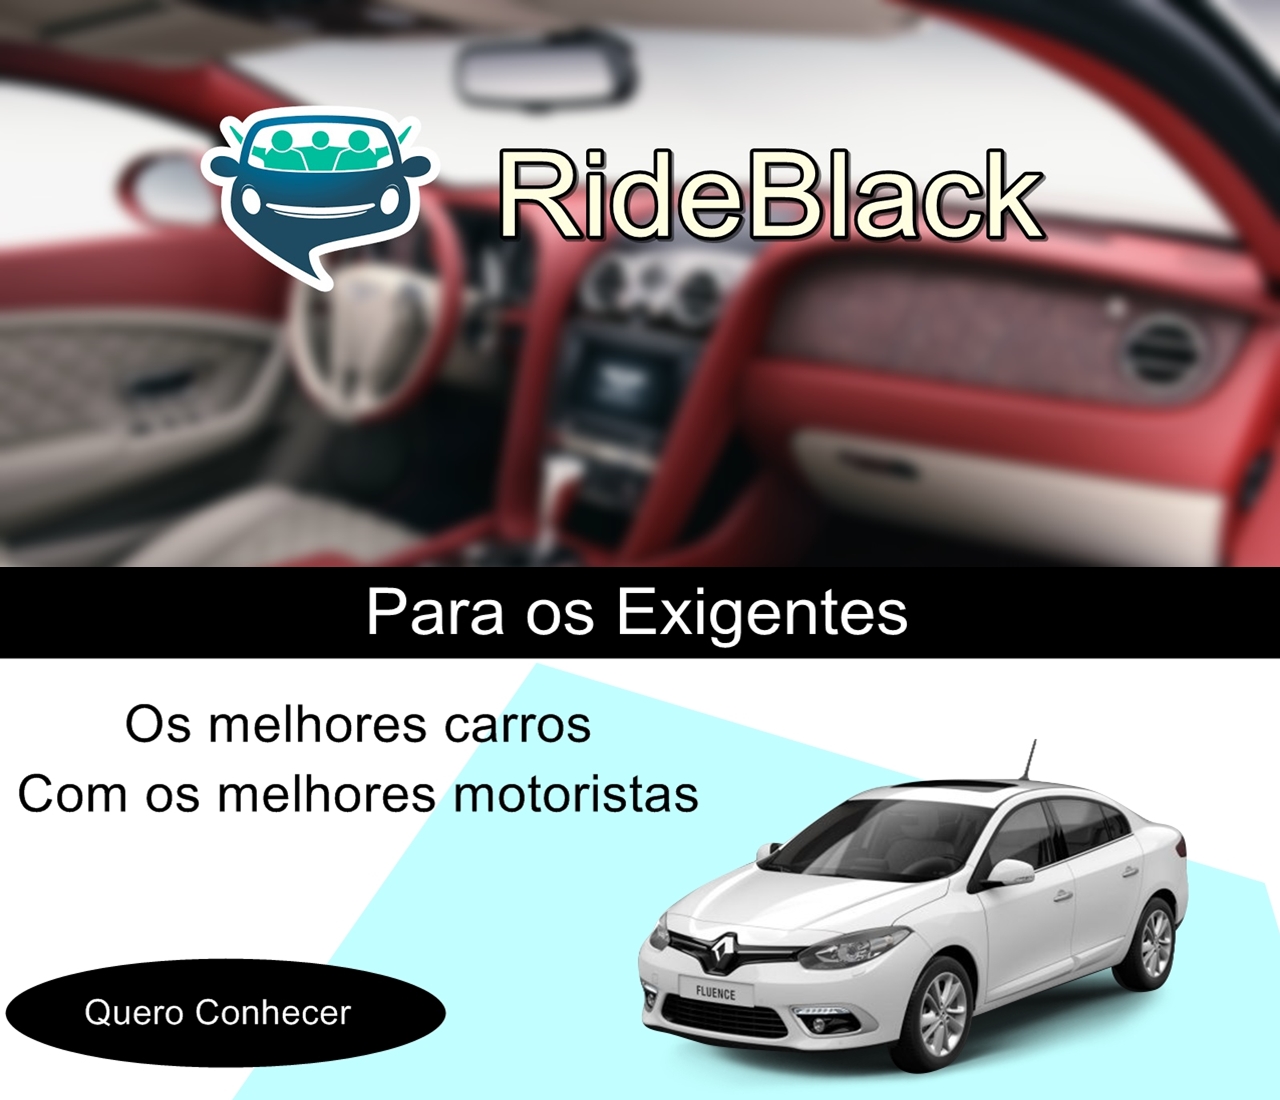 RideBlack
Para os Exigentes
Os melhores carros
Com os melhores motoristas
FLUENCE
Quero Conhecer